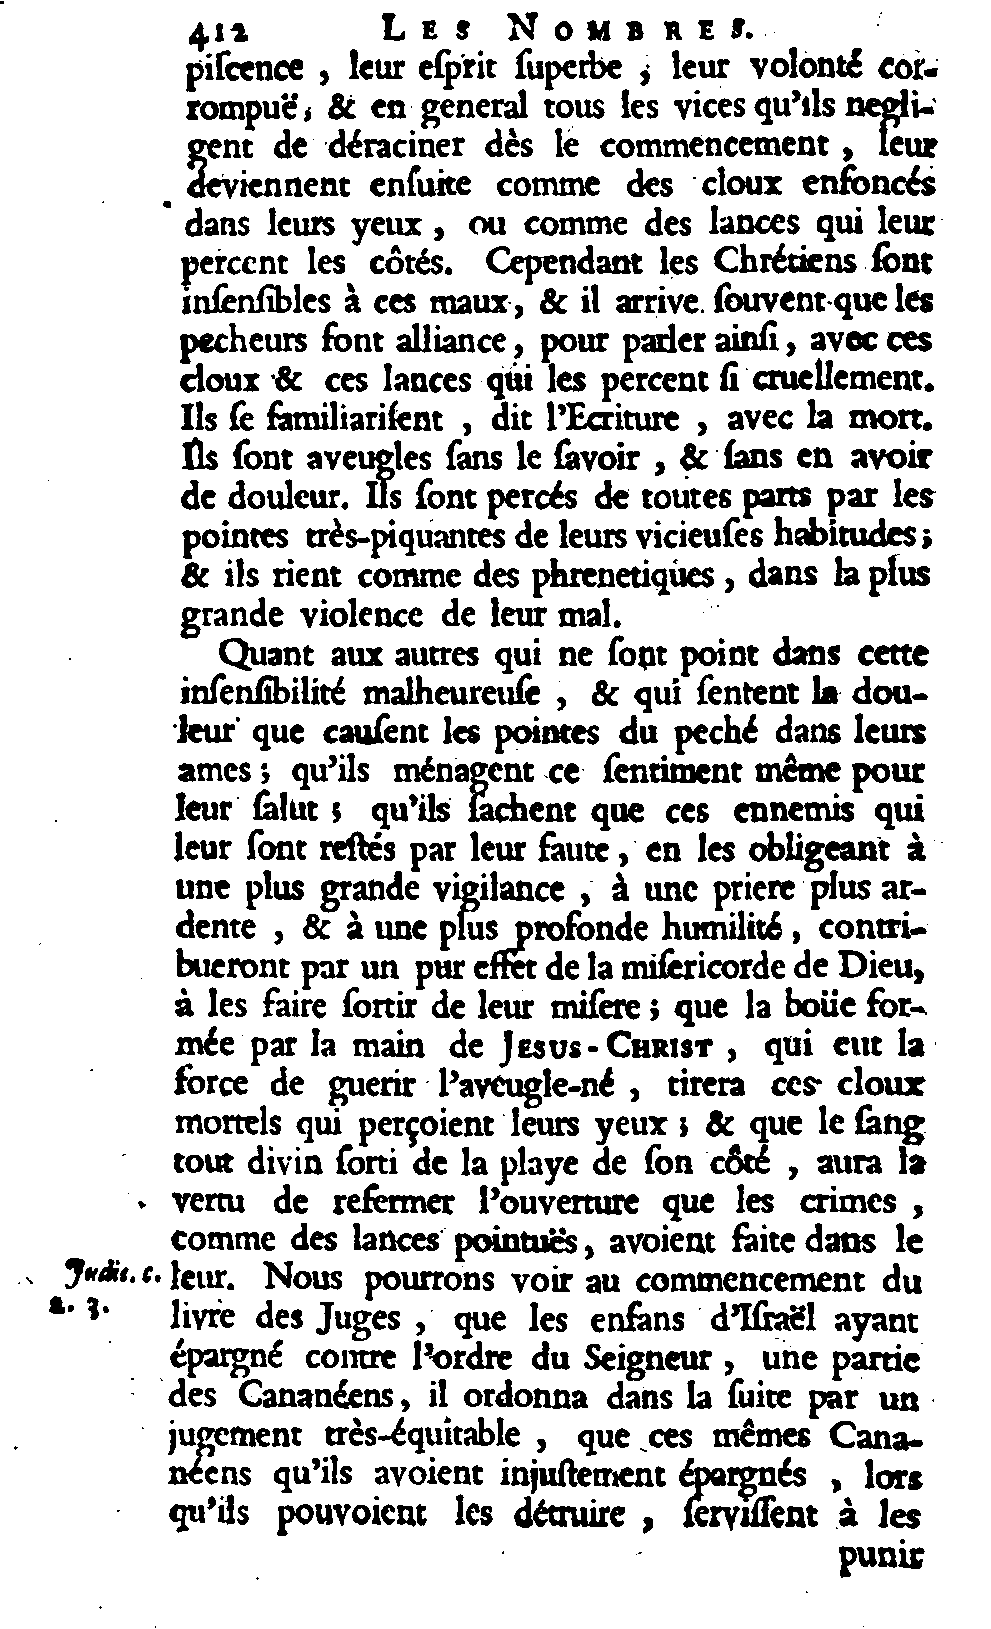 412 LES NOMBRES.
piſcence , leur eſprit ſuperbe , leur volonté cor-
rompuë , & en general tous les vices qu'ils negli-
gent de déraciner dès le commencement , leur
deviennent enſuite comme des cloux enfoncés
dans leurs yeux , ou comme des lances qui leur
percent les côtés. Cependant les Chrétiens ſont
inſenſibles à ces maux , & il arrive ſouvent que les
pecheurs font alliance , pour parler ainſi , avec ces
cloux & ces lances qui les percent ſi cruellement.
Ils ſe familiariſent , dit l'Ecriture , avec la mort.
Ils ſont aveugles ſans le ſavoir , & ſans en avoir
de douleur. Ils ſont percés de toutes parts par les
pointes très-piquantes de leurs vicieuſes habitudes ;
& ils rient comme des phrenetiques , dans la plus
grande violence de leur mal.
Quant aux autres qui ne ſont point dans cette
inſenſibilité malheureuſe , & qui ſentent la dou-
leur que cauſent les pointes du peché dans leurs
ames ; qu'ils ménagent ce ſentiment même pour
leur ſalut ; qu'ils ſachent que ces ennemis qui
leur ſont reſtés par leur faute , en les obligeant à
une plus grande vigilance , à une priere plus ar-
dente , & à une plus profonde humilité , contri-
bueront par un pur effet de la miſericorde de Dieu,
à les faire ſortir de leur miſere ; que la boüe for-
mée par la main de JESUS-CHRIST , qui eut la
force de guerir l'aveugle-né , tirera ces cloux
mortels qui perçoient leurs yeux ; & que le ſang
tout divin ſorti de la playe de ſon côté , aura la
vertu de refermer l'ouverture que les crimes ,
comme des lances pointuës , avoient faite dans le
Judic. c. leur. Nous pourrons voir au commencement du
2. 3. livre des Juges , que les enfans d'Iſraël ayant
épargné contre l'ordre du Seigneur , une partie
des Cananéens , il ordonna dans la ſuite par un
jugement très-équitable , que ces mêmes Cana-
néens qu'ils avoient injuſtement épargnés , lors
qu'ils pouvoient les détruire , ſerviſſent à les
punir